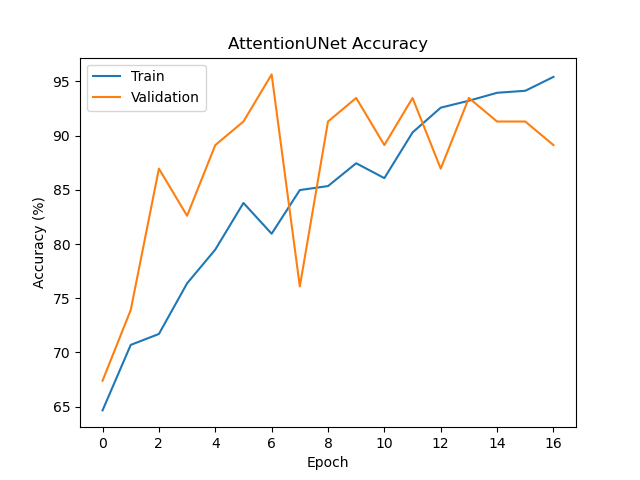 AttentionUNet Accuracy
Train
Validation
Accuracy (%)
95
90
85
80
75
70
65
0 2 4 6 8 10 12 14 16
Epoch